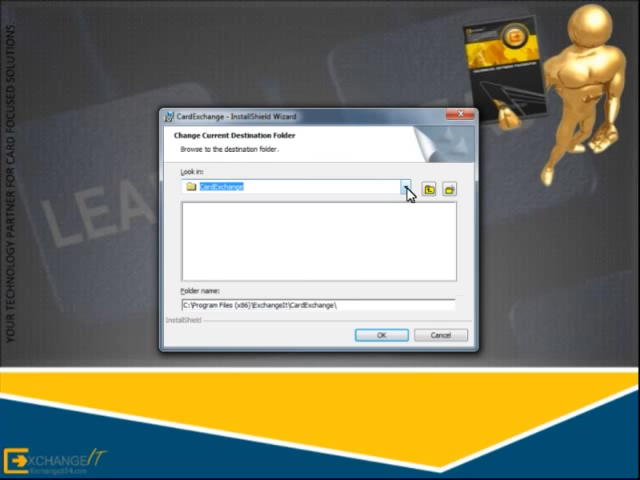 YOUR TECHNOLOGY PARTNER FOR CARD FOCUSED SOLUTIONS
LEA
CardExchange - InstallShield Wizard
Change Current Destination Folder
Browse to the destination folder.
Look in:
CardExchange
Folder name:
C:\Program Files (x86)\ExchangeIt\CardExchange\
InstallShield
OK
Cancel
EXCHANGE IT